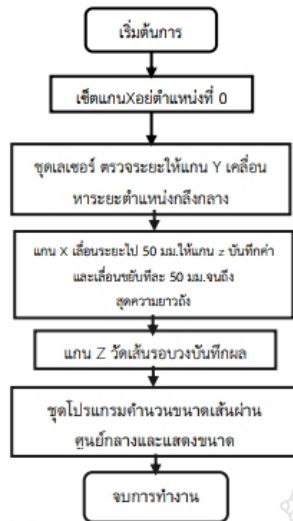 เริ่มต้นการ
เซ็ตแกนXอยู่ตำแหน่งที่ 0
ชุดเลเซอร์ ตรวจระยะให้แกน Y เคลื่อน
หาระยะตำแหน่งกลึงกลาง
แกน X เลื่อนระยะไป 50 มม.ให้แกน z บันทึกค่า
และเลื่อนขยับทีละ 50 มม.จนถึง
สุดความยาวถัง
แกน Z วัดเส้นรอบวงบันทึกผล
ชุดโปรแกรมคำนวนขนาดเส้นผ่าน
ศูนย์กลางและแสดงขนาด
จบการทำงาน